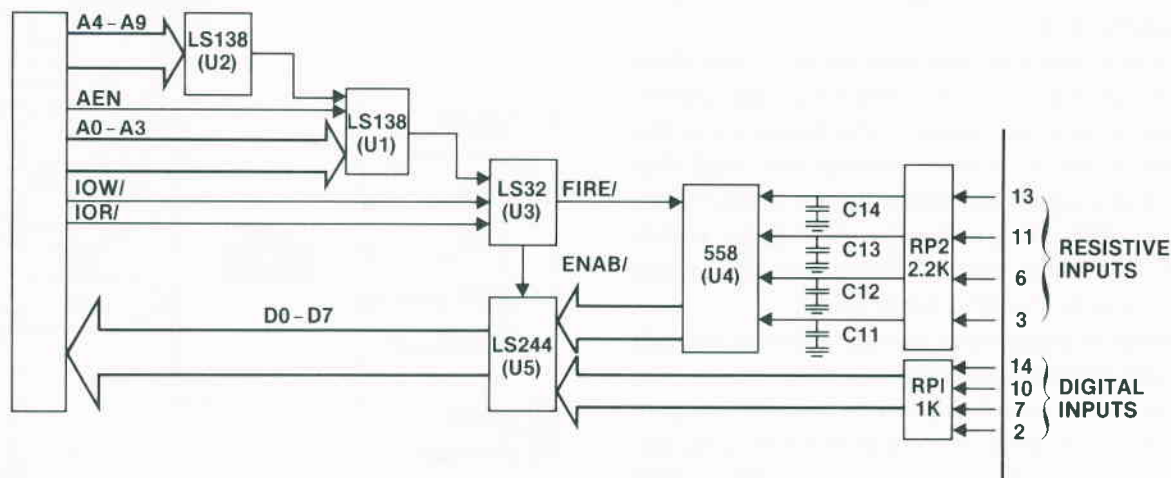 A4–A9
LS138
(U2)
AEN
A0–A3
LS138
(U1)
IOW/
IOR/
LS32
(U3)
FIRE/
ENAB/
558
(U4)
C14
C13
C12
C11
RP2
2.2K
13
11
6
3
RESISTIVE
INPUTS
D0–D7
LS244
(U5)
RPI
1K
14
10
7
2
DIGITAL
INPUTS